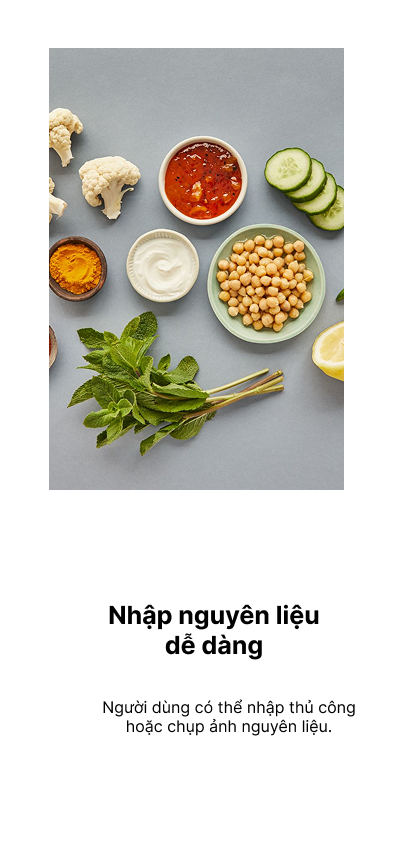 Nhập nguyên liệu
dễ dàng
Người dùng có thể nhập thủ công
hoặc chụp ảnh nguyên liệu.